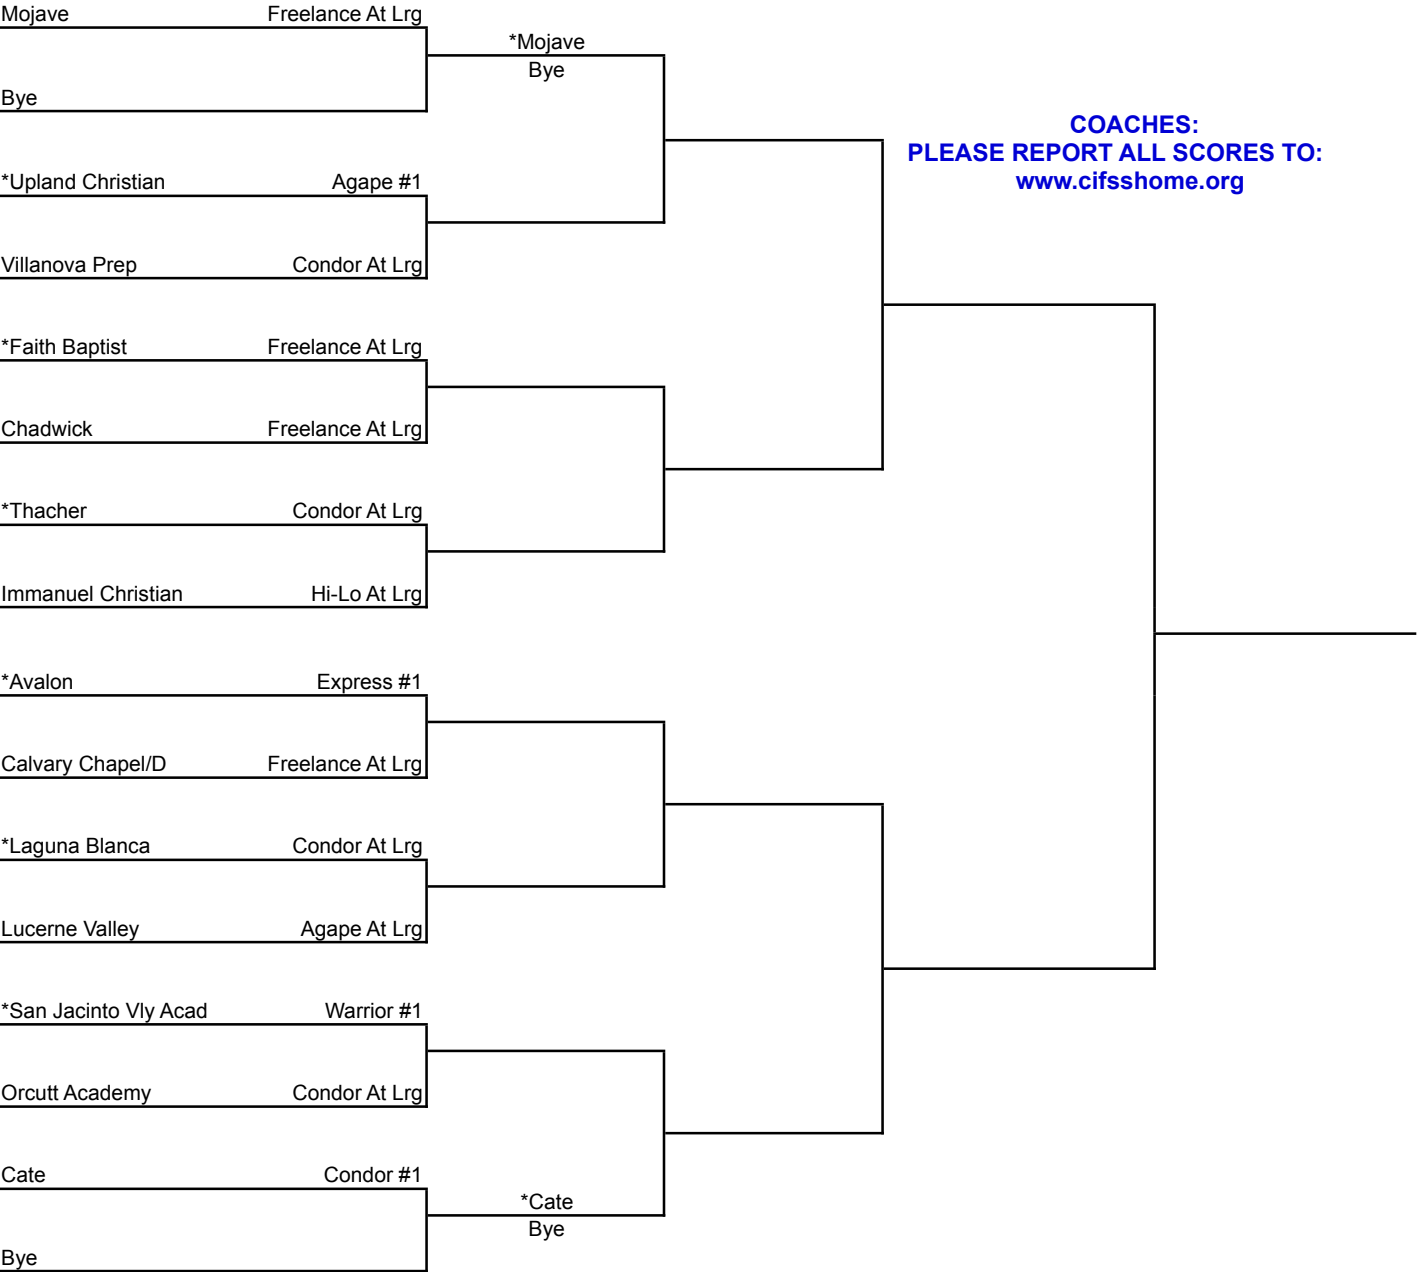 Mojave Freelance At Lrg
*Mojave
Bye
Bye
COACHES:
PLEASE REPORT ALL SCORES TO:
www.cifsshome.org
*Upland Christian Agape #1
Villanova Prep Condor At Lrg
*Faith Baptist Freelance At Lrg
Chadwick Freelance At Lrg
*Thacher Condor At Lrg
Immanuel Christian Hi-Lo At Lrg
*Avalon Express #1
Calvary Chapel/D Freelance At Lrg
*Laguna Blanca Condor At Lrg
Lucerne Valley Agape At Lrg
*San Jacinto Vly Acad Warrior #1
Orcutt Academy Condor At Lrg
Cate Condor #1
*Cate
Bye
Bye